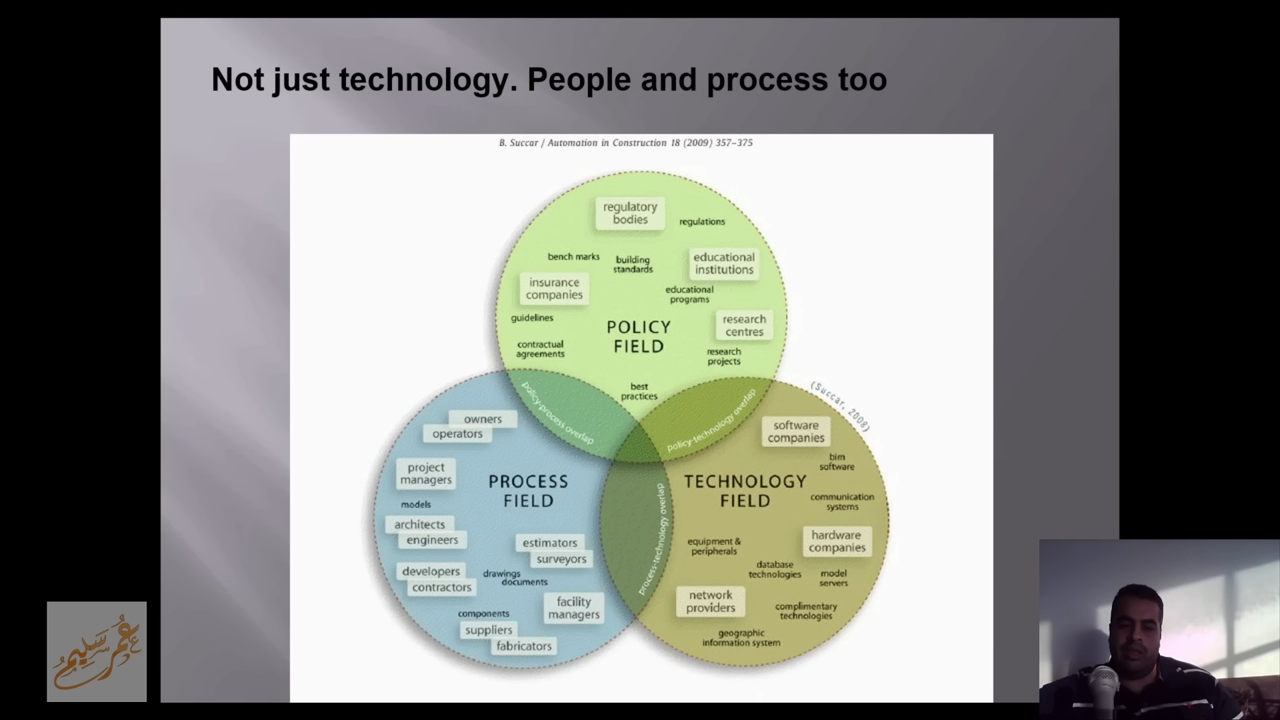 Not just technology. People and process too
B. Succar / Automation in Construction 18 (2009) 357–375
regulatory
bodies
regulations
bench marks
building
standards
educational
institutions
insurance
companies
educational
programs
guidelines
research
centres
POLICY
FIELD
contractual
agreements
research
projects
best
practices
policy-process overlap
policy-technology overlap
(Succar, 2008)
owners
operators
project
managers
models
PROCESS
FIELD
architects
engineers
estimators
surveyors
developers
contractors
drawings
documents
components
facility
managers
suppliers
fabricators
process-technology overlap
software
companies
bim
software
TECHNOLOGY
FIELD
communication
systems
equipment &
peripherals
hardware
companies
database
technologies
model
servers
network
providers
complimentary
technologies
geographic
information system
عمر سليم